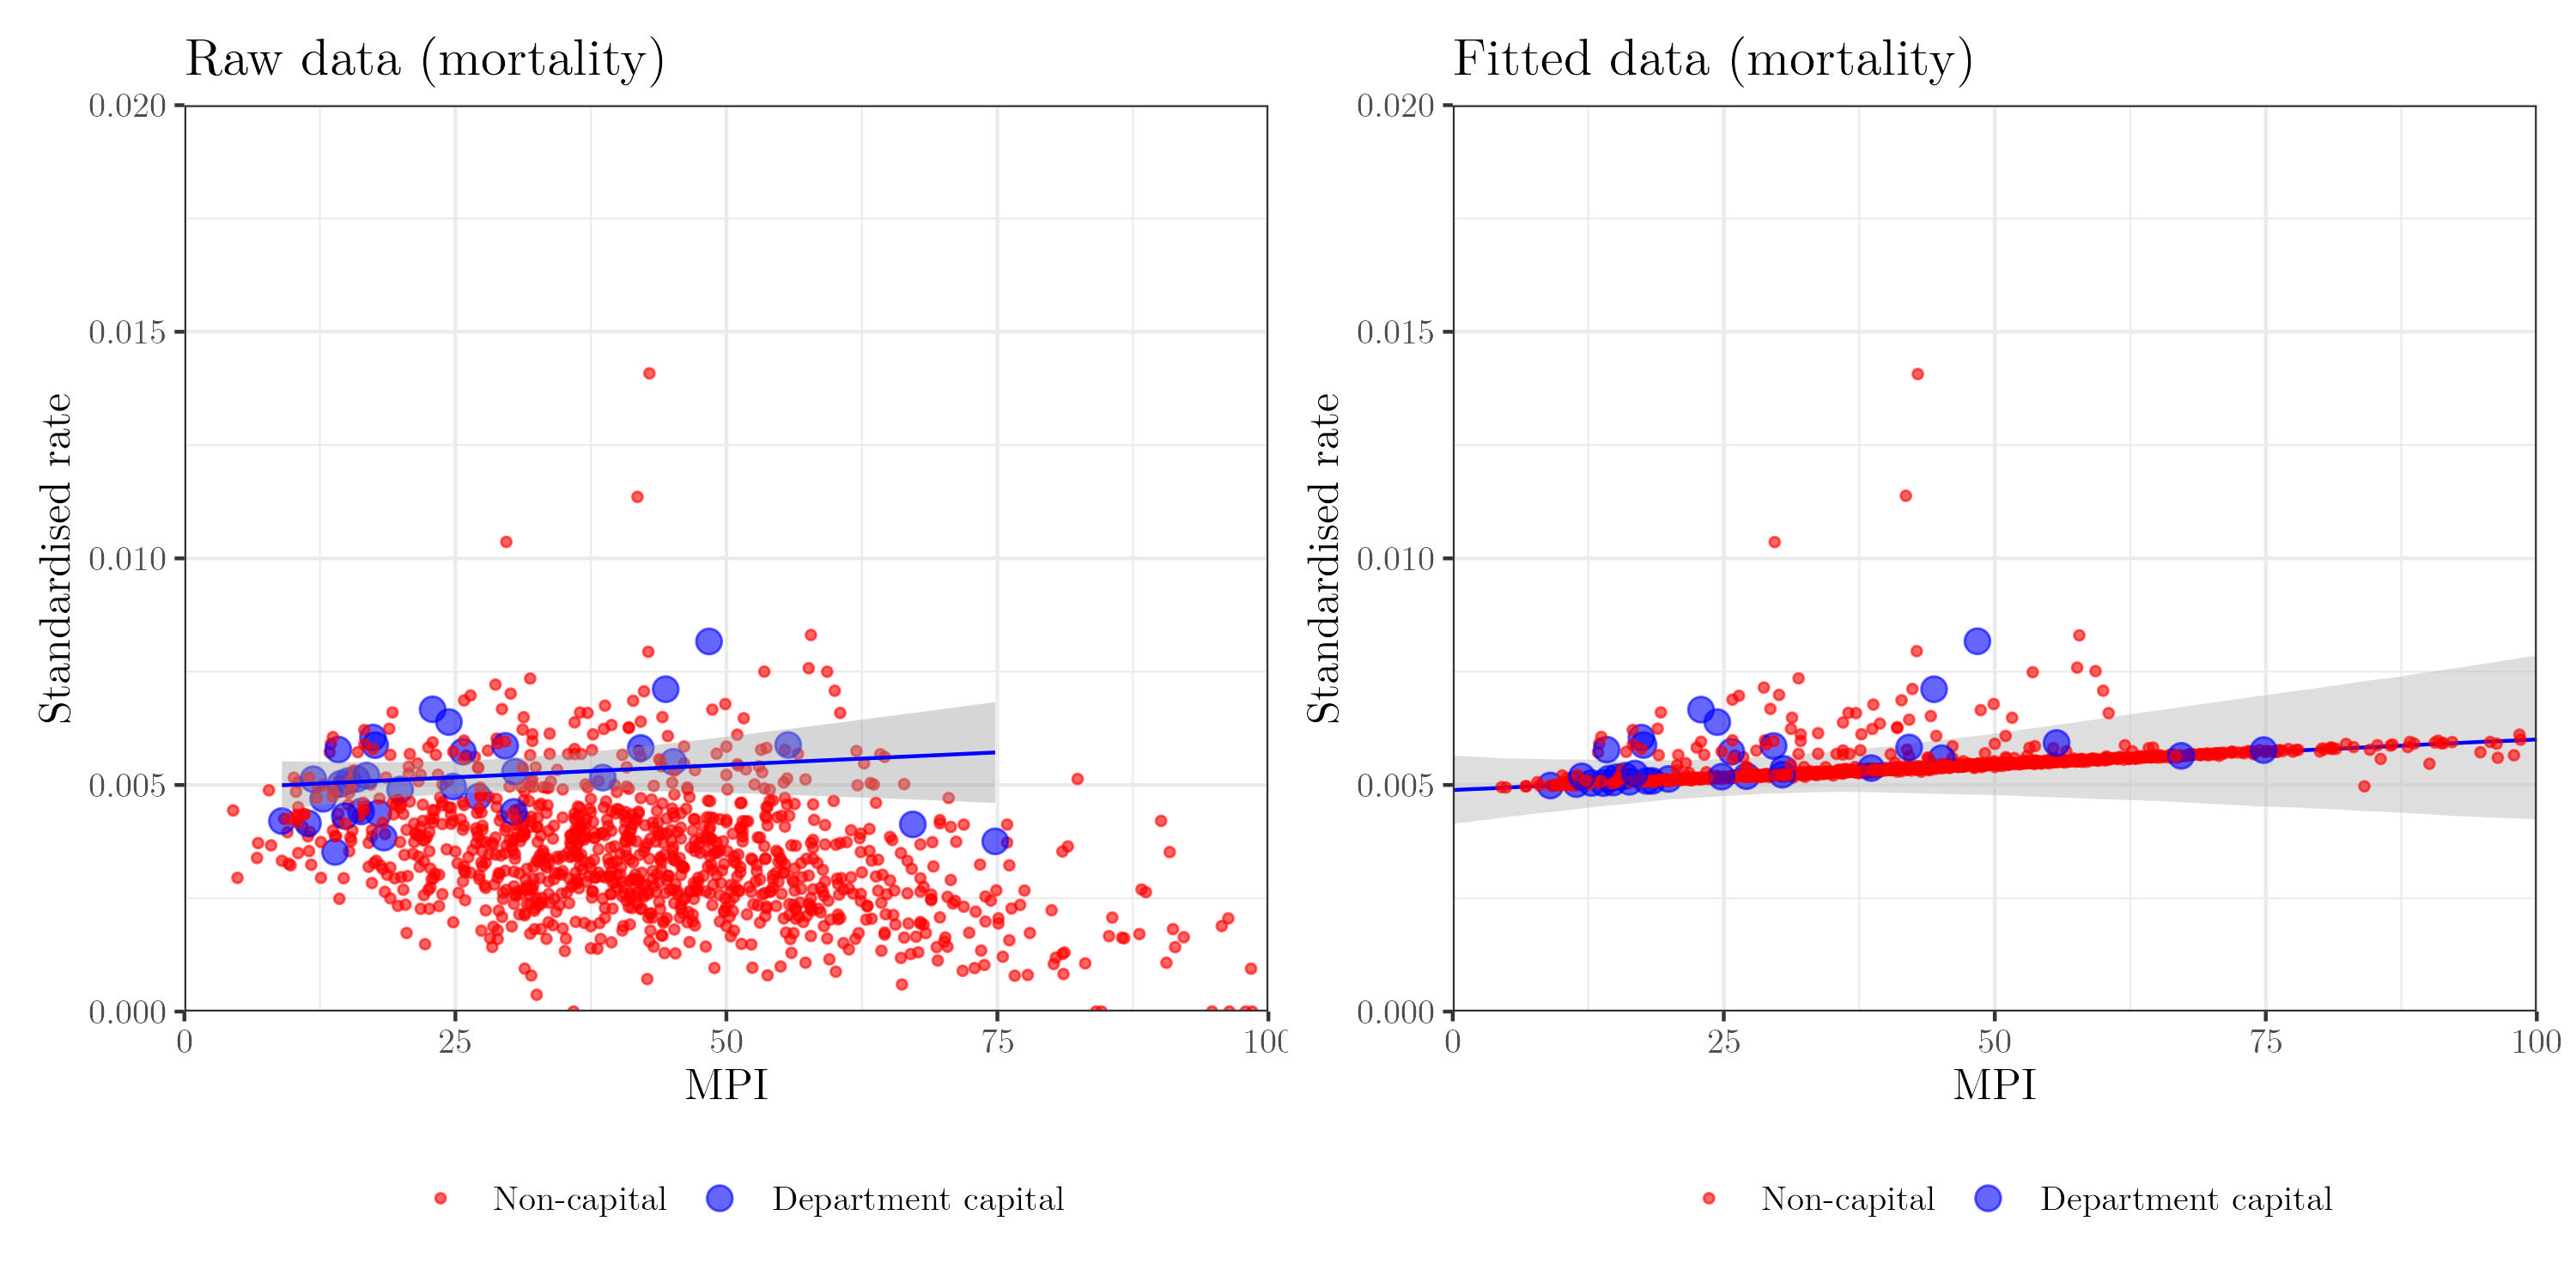 Raw data (mortality)
Fitted data (mortality)
0.020
0.015
0.010
0.005
0.000
Standardised rate
0 25 50 75 100
MPI
Non-capital Department capital
0.020
0.015
0.010
0.005
0.000
Standardised rate
0 25 50 75 100
MPI
Non-capital Department capital